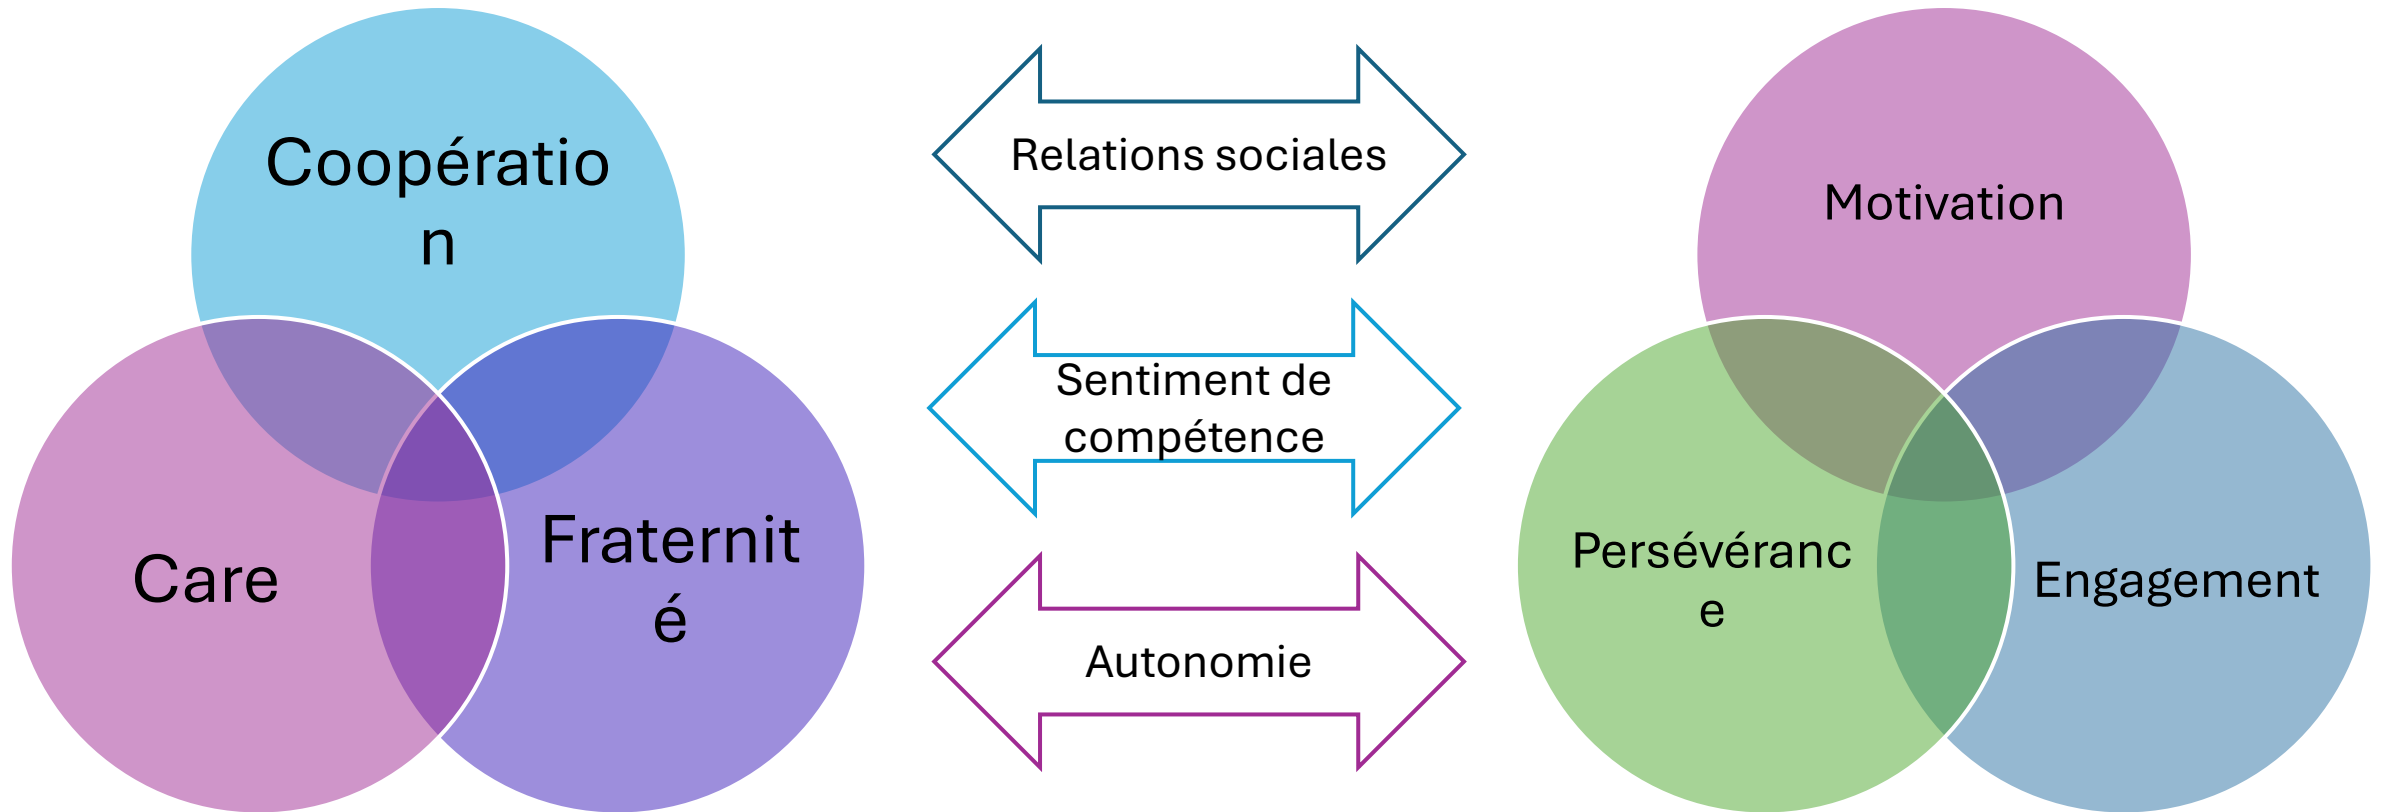 Coopératio
n
Care
Fraternit
é
Relations sociales
Sentiment de
compétence
Autonomie
Motivation
Persévéranc
e
Engagement